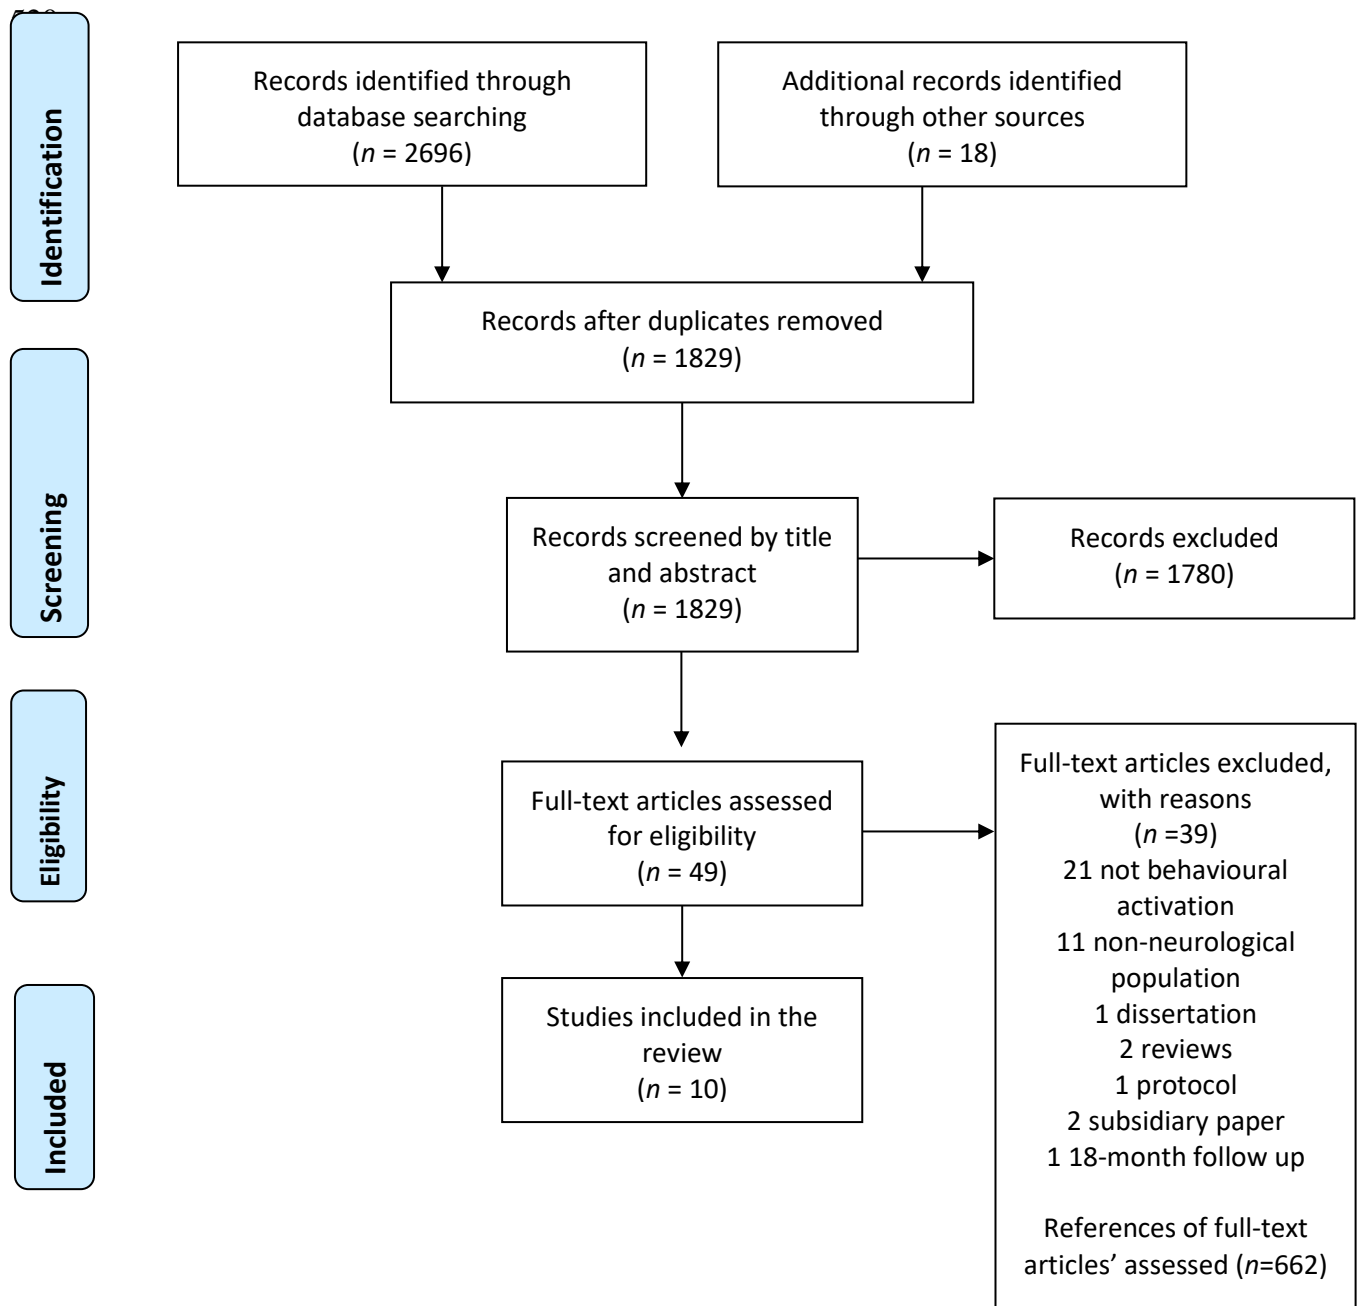 Identification
Records identified through
database searching
(n = 2696)
Additional records identified
through other sources
(n = 18)
Records after duplicates removed
(n = 1829)
Screening
Records screened by title
and abstract
(n = 1829)
Records excluded
(n = 1780)
Eligibility
Full-text articles assessed
for eligibility
(n = 49)
Full-text articles excluded,
with reasons
(n =39)
21 not behavioural
activation
11 non-neurological
population
1 dissertation
2 reviews
1 protocol
2 subsidiary paper
1 18-month follow up
References of full-text
articles’ assessed (n=662)
Included
Studies included in the
review
(n = 10)